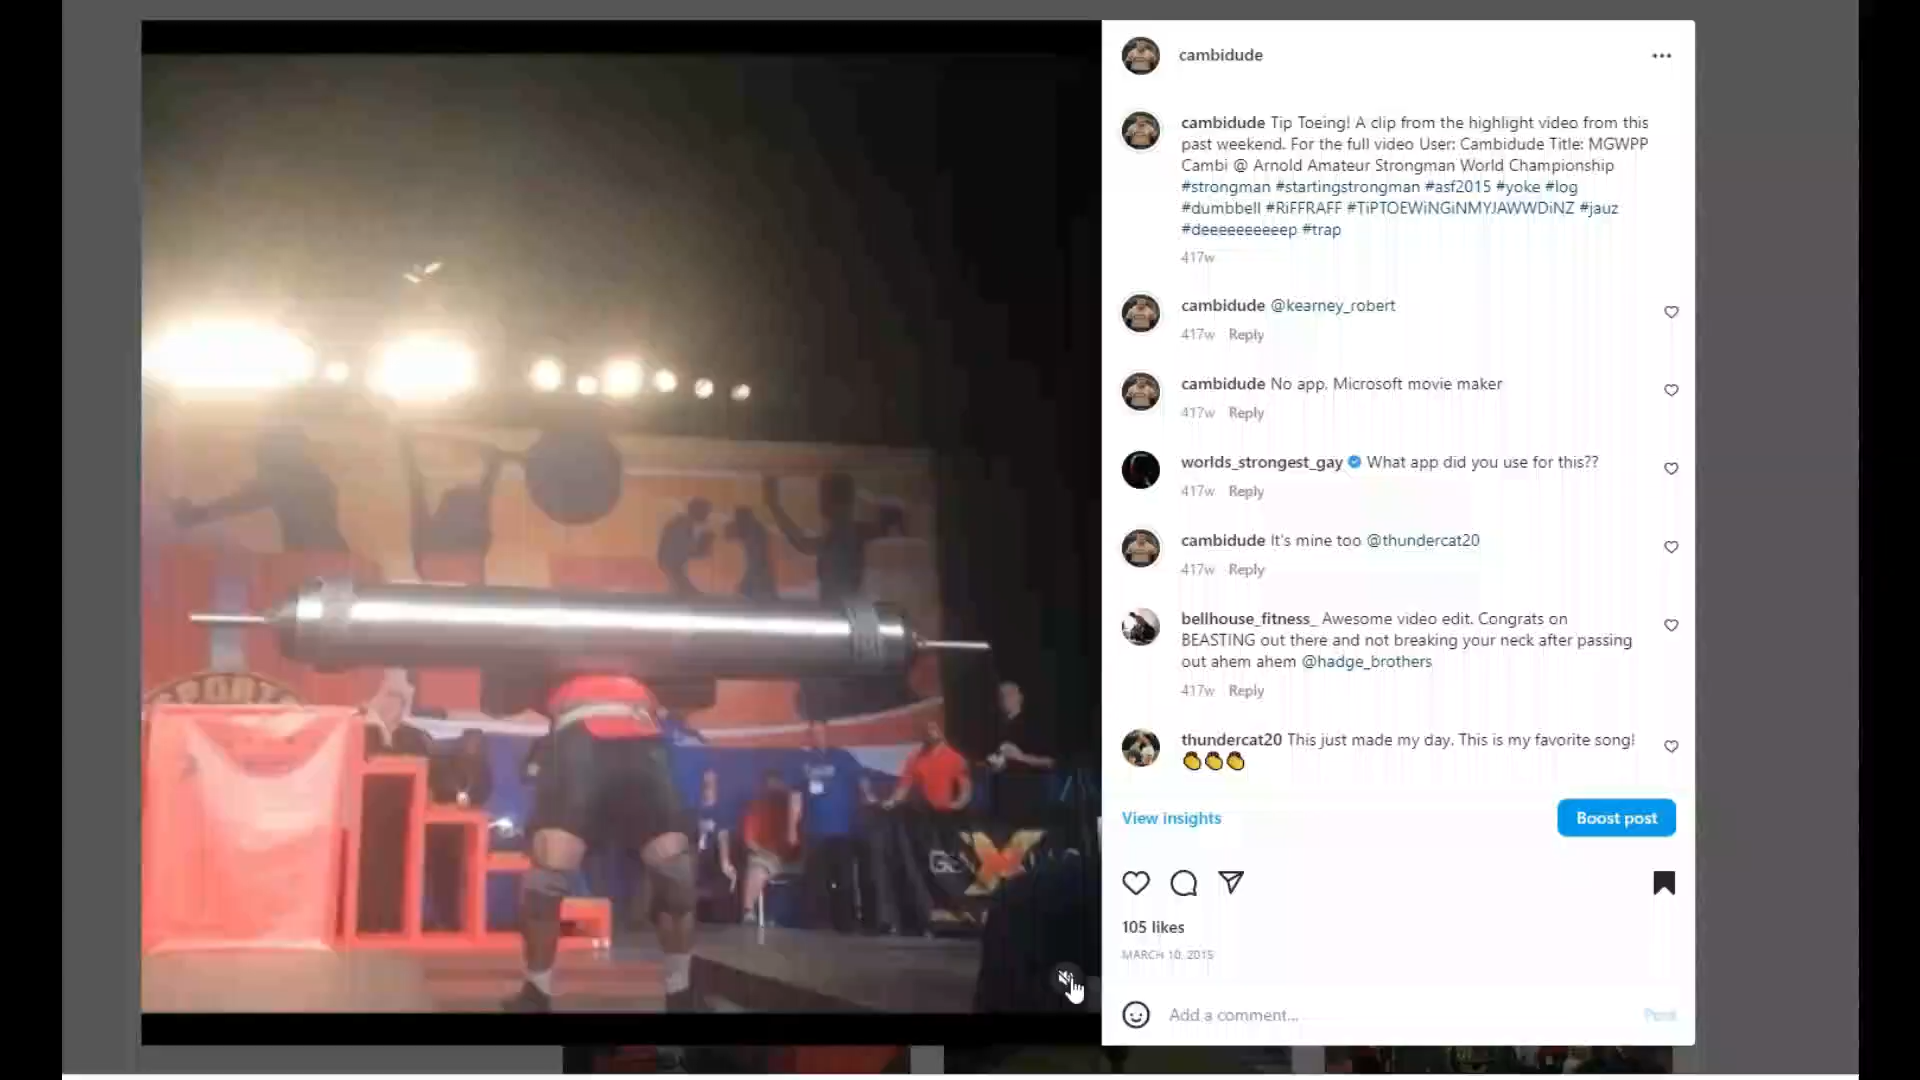 cambidude
cambidude Tip Toeing! A clip from the highlight video from this
past weekend. For the full video User: Cambidude Title: MGWPP
Cambi @ Arnold Amateur Strongman World Championship
#strongman #startingstrongman #asf2015 #yoke #log
#dumbbell #RiFFRAFF #TiPTOEWiNGiNMYJAWWDiNZ #jauz
#deeeeeeeeeep #trap
417w
cambidude @kearney_robert
417w Reply
cambidude No app. Microsoft movie maker
417w Reply
worlds_strongest_gay What app did you use for this??
417w Reply
cambidude It's mine too @thundercat20
417w Reply
bellhouse_fitness_ Awesome video edit. Congrats on
BEASTING out there and not breaking your neck after passing
out ahem ahem @hadge_brothers
417w Reply
thundercat20 This just made my day. This is my favorite song!
👏👏👏
View insights
Boost post
105 likes
MARCH 10, 2015
Add a comment...
Post